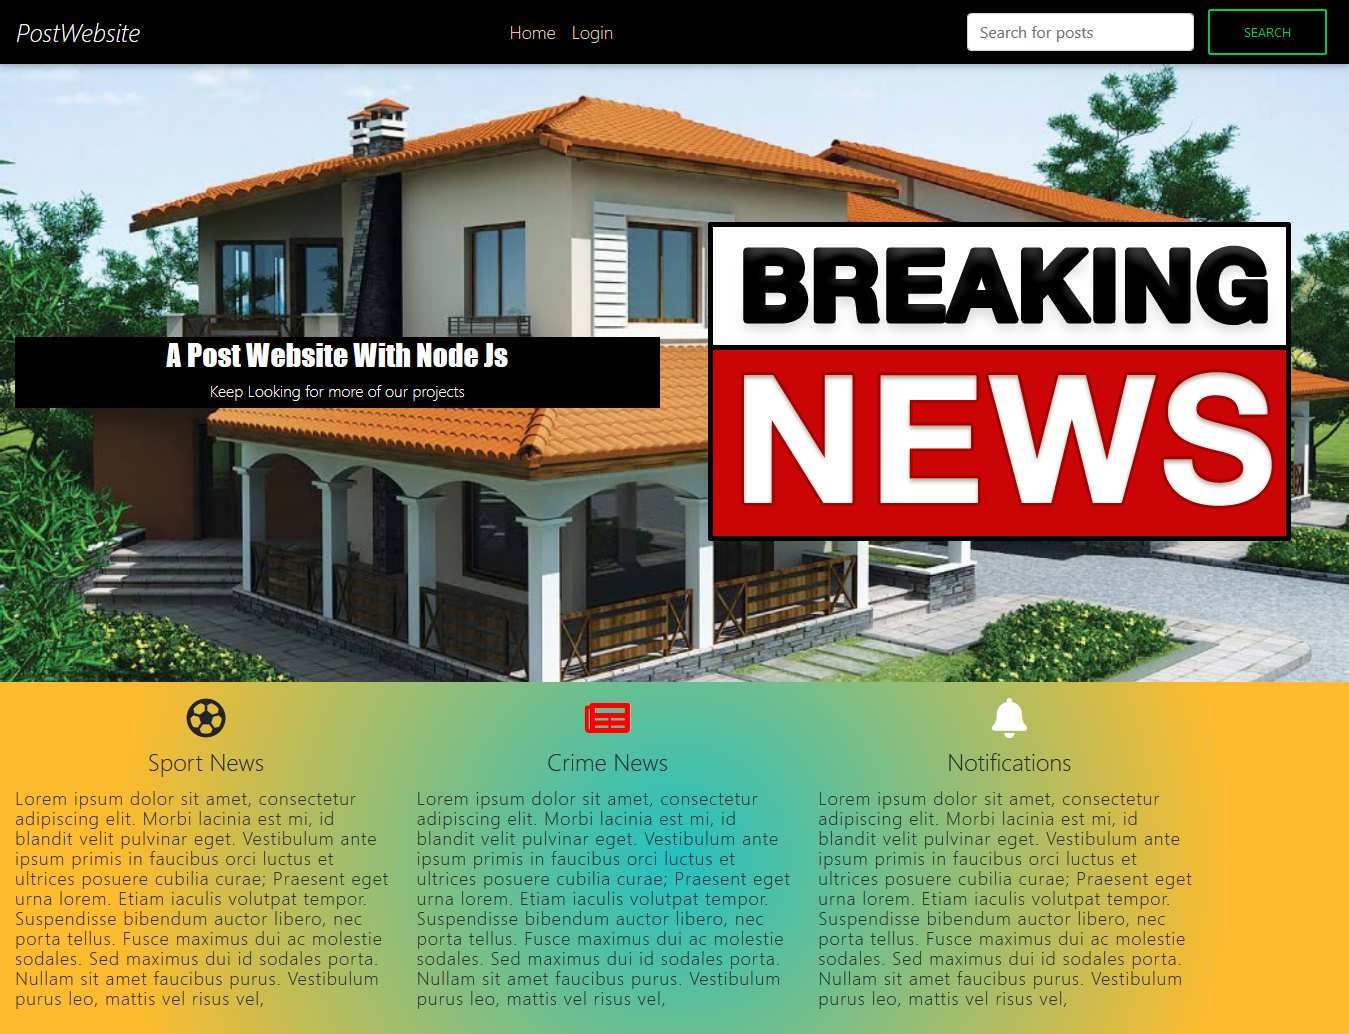 PostWebsite
Home Login
Search for posts
SEARCH
BREAKING
NEWS
A Post Website With Node Js
Keep Looking for more of our projects
Sport News
Lorem ipsum dolor sit amet, consectetur
adipiscing elit. Morbi lacinia est mi, id
blandit velit pulvinar eget. Vestibulum ante
ipsum primis in faucibus orci luctus et
ultrices posuere cubilia curae; Praesent eget
urna lorem. Etiam iaculis volutpat tempor.
Suspendisse bibendum auctor libero, nec
porta tellus. Fusce maximus dui ac molestie
sodales. Sed maximus dui id sodales porta.
Nullam sit amet faucibus purus. Vestibulum
purus leo, mattis vel risus vel,
Crime News
Lorem ipsum dolor sit amet, consectetur
adipiscing elit. Morbi lacinia est mi, id
blandit velit pulvinar eget. Vestibulum ante
ipsum primis in faucibus orci luctus et
ultrices posuere cubilia curae; Praesent eget
urna lorem. Etiam iaculis volutpat tempor.
Suspendisse bibendum auctor libero, nec
porta tellus. Fusce maximus dui ac molestie
sodales. Sed maximus dui id sodales porta.
Nullam sit amet faucibus purus. Vestibulum
purus leo, mattis vel risus vel,
Notifications
Lorem ipsum dolor sit amet, consectetur
adipiscing elit. Morbi lacinia est mi, id
blandit velit pulvinar eget. Vestibulum ante
ipsum primis in faucibus orci luctus et
ultrices posuere cubilia curae; Praesent eget
urna lorem. Etiam iaculis volutpat tempor.
Suspendisse bibendum auctor libero, nec
porta tellus. Fusce maximus dui ac molestie
sodales. Sed maximus dui id sodales porta.
Nullam sit amet faucibus purus. Vestibulum
purus leo, mattis vel risus vel,